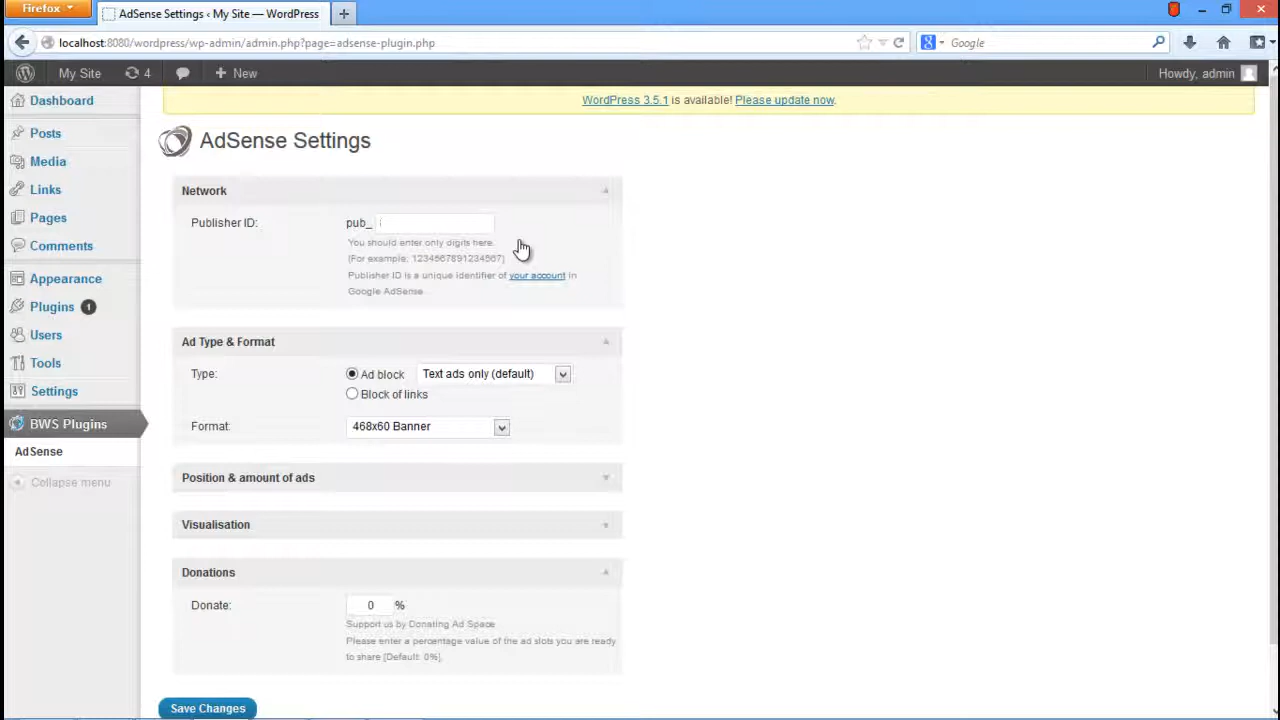 Firefox
AdSense Settings ‹ My Site — WordPress
localhost:8080/wordpress/wp-admin/admin.php?page=adsense-plugin.php
Google
My Site
4
New
Howdy, admin
Dashboard
Posts
Media
Links
Pages
Comments
Appearance
Plugins 1
Users
Tools
Settings
BWS Plugins
AdSense
Collapse menu
WordPress 3.5.1 is available! Please update now.
AdSense Settings
Network
Publisher ID: pub_
You should enter only digits here.
(For example: 1234567891234567)
Publisher ID is a unique identifier of your account in
Google AdSense
Ad Type & Format
Type: Ad block Text ads only (default)
Block of links
Format: 468x60 Banner
Position & amount of ads
Visualisation
Donations
Donate: 0 %
Support us by Donating Ad Space
Please enter a percentage value of the ad slots you are ready
to share [Default: 0%].
Save Changes